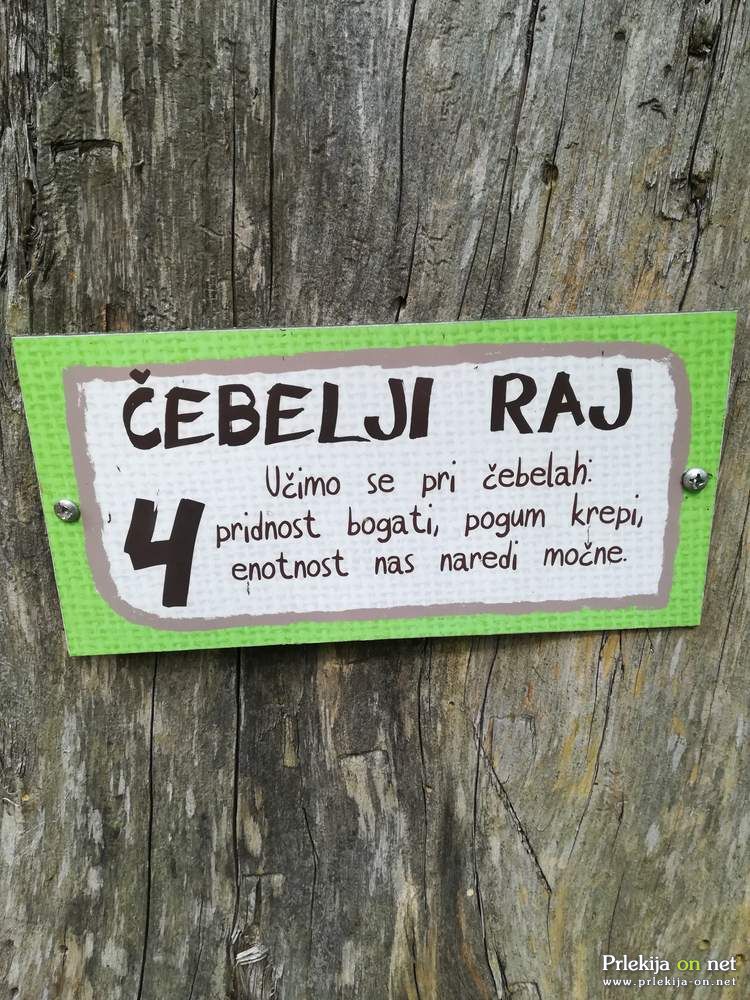 ČEBELJI RAJ
4
Učimo se pri čebelah:
pridnost bogati, pogum krepi,
enotnost nas naredi močne.
Prlekija on net
www.prlekija-on.net